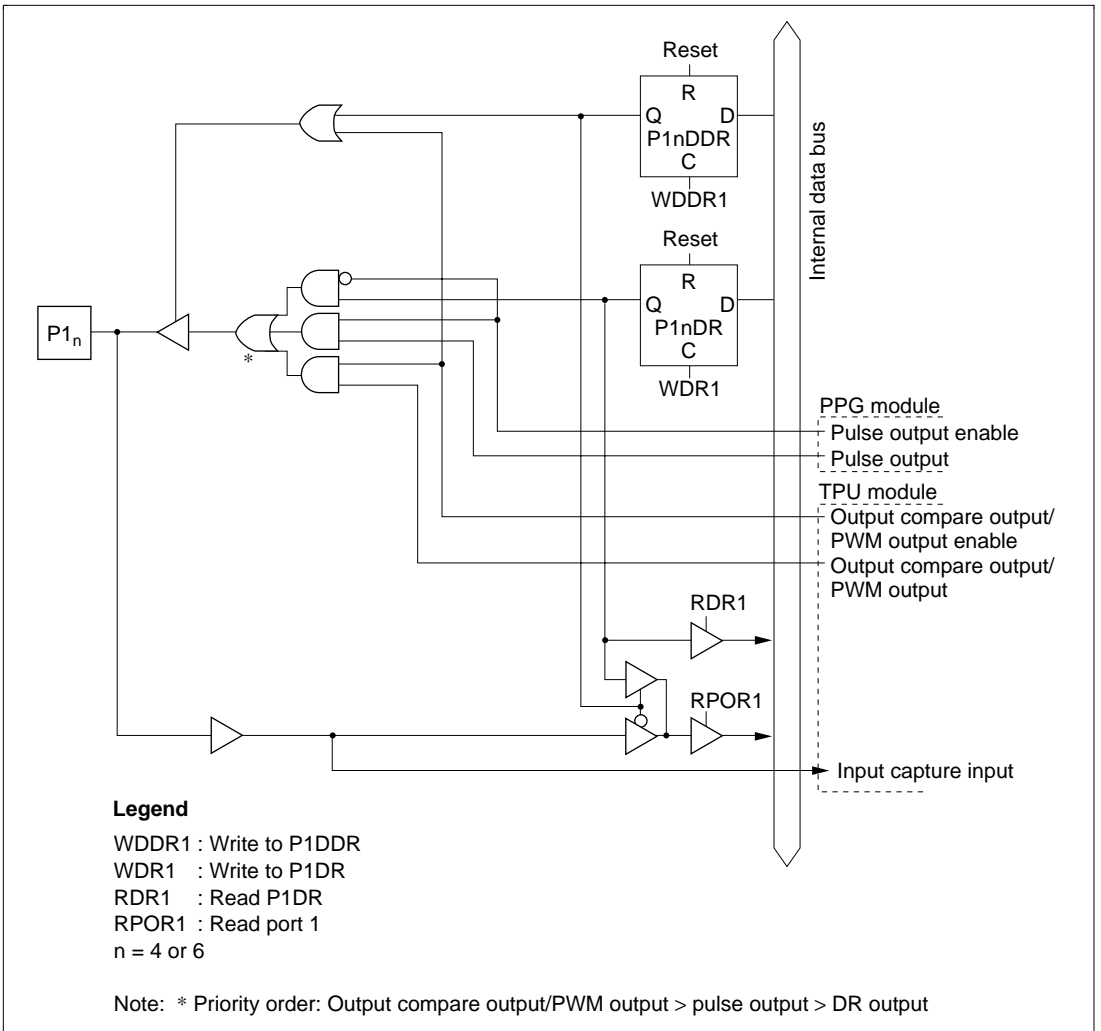 Reset
R
Q D
P1nDDR
C
WDDR1
Internal data bus
Reset
R
Q D
P1nDR
C
WDR1
P1n
*
PPG module
Pulse output enable
Pulse output
TPU module
Output compare output/
PWM output enable
Output compare output/
PWM output
RDR1
RPOR1
Input capture input
Legend
WDDR1 : Write to P1DDR
WDR1 : Write to P1DR
RDR1 : Read P1DR
RPOR1 : Read port 1
n = 4 or 6
Note: * Priority order: Output compare output/PWM output > pulse output > DR output